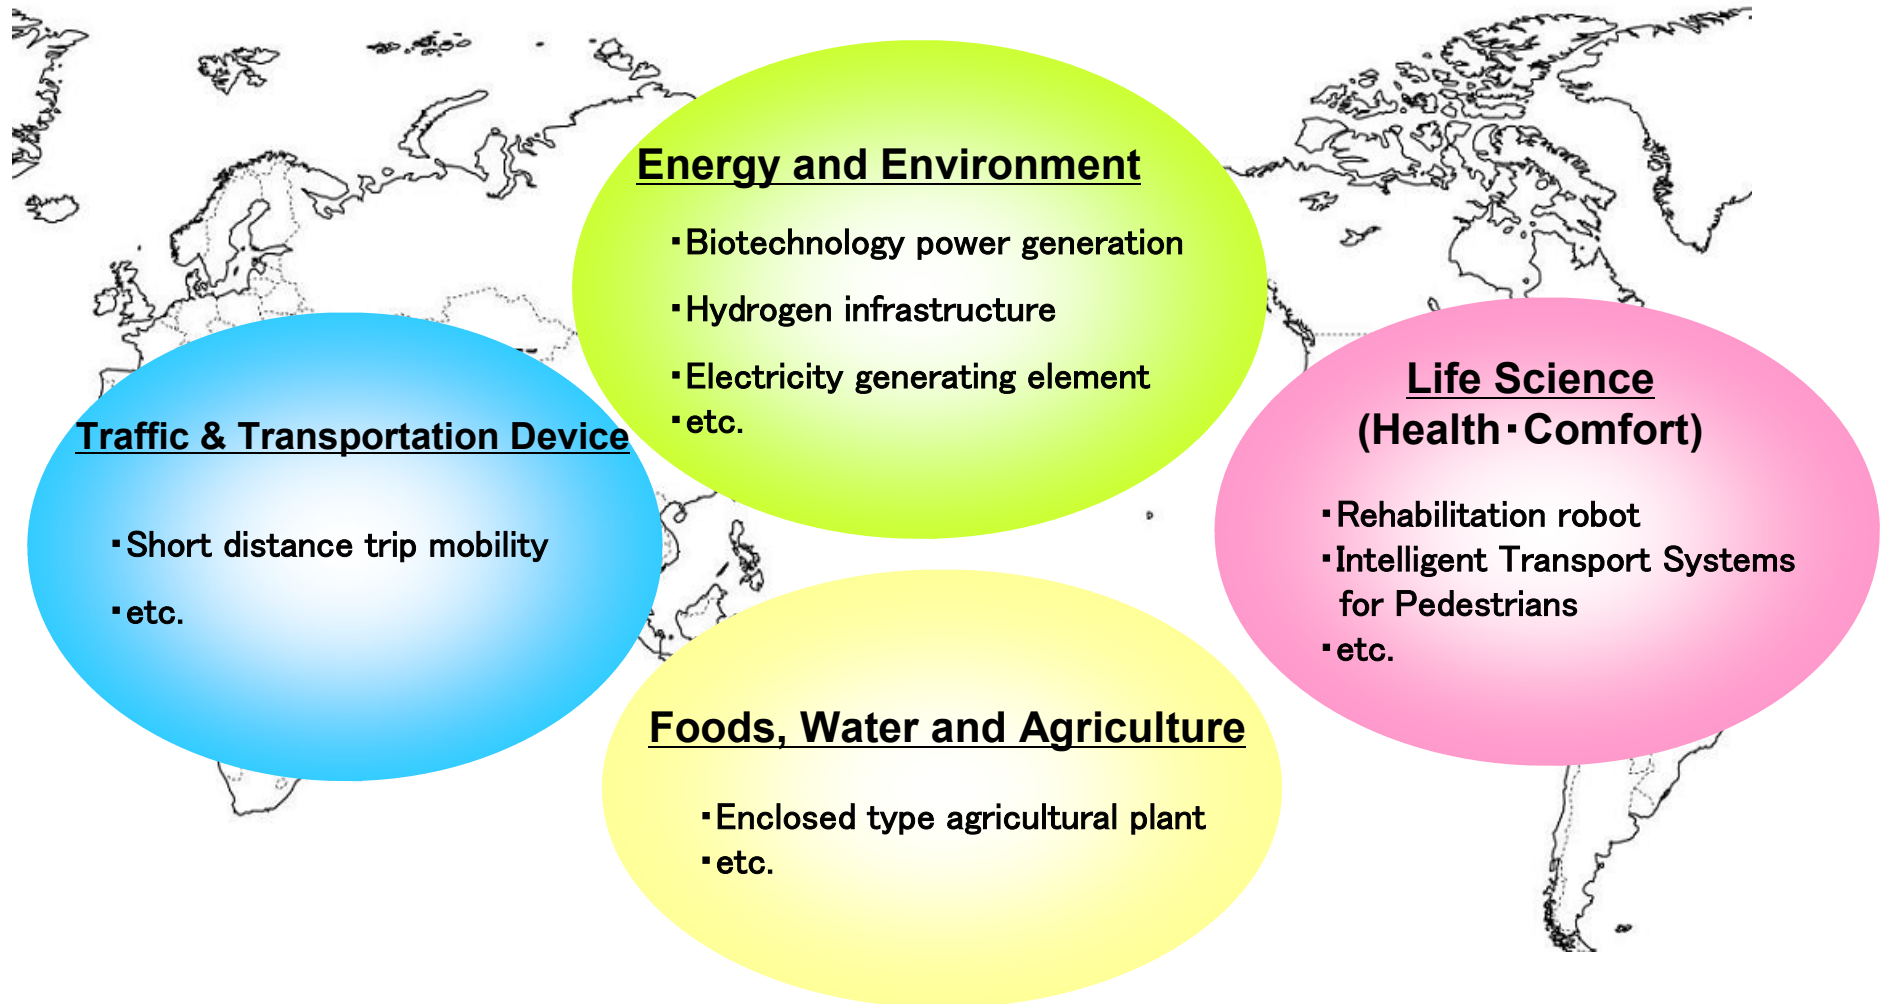 Energy and Environment
・Biotechnology power generation
・Hydrogen infrastructure
・Electricity generating element
・etc.
Traffic & Transportation Device
・Short distance trip mobility
・etc.
Life Science
(Health・Comfort)
・Rehabilitation robot
・Intelligent Transport Systems
for Pedestrians
・etc.
Foods, Water and Agriculture
・Enclosed type agricultural plant
・etc.